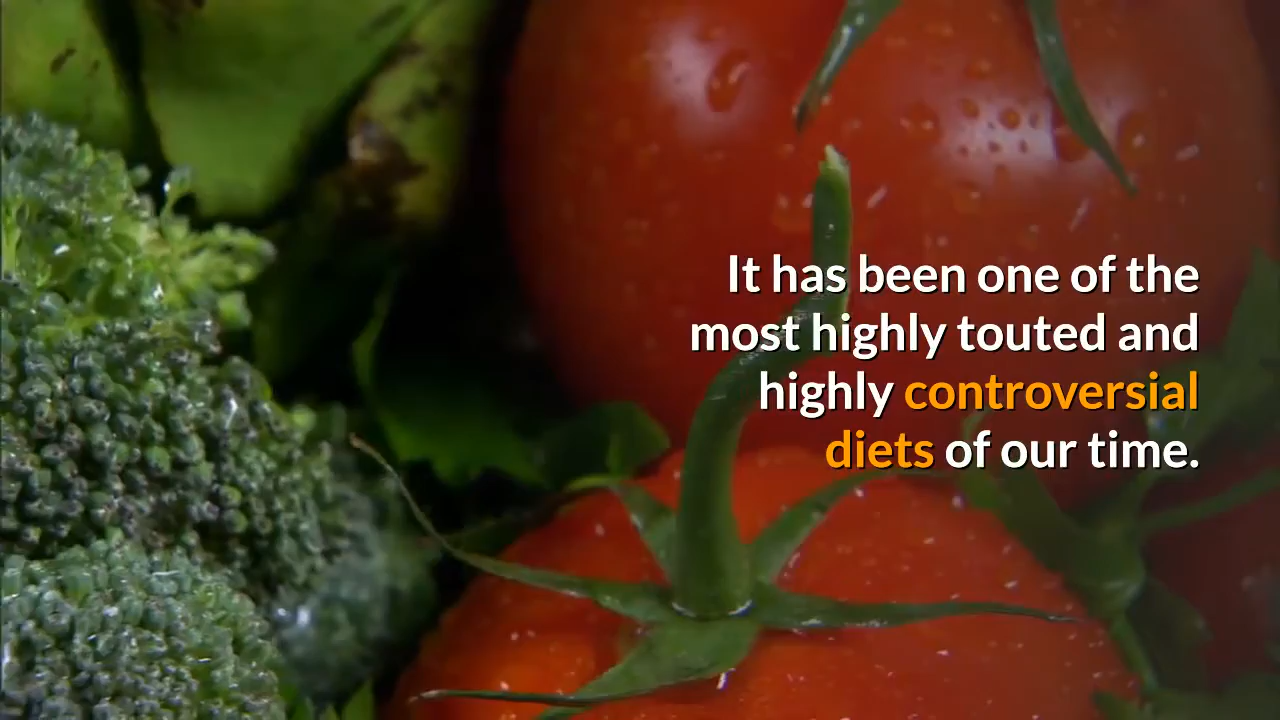 It has been one of the
most highly touted and
highly controversial
diets of our time.